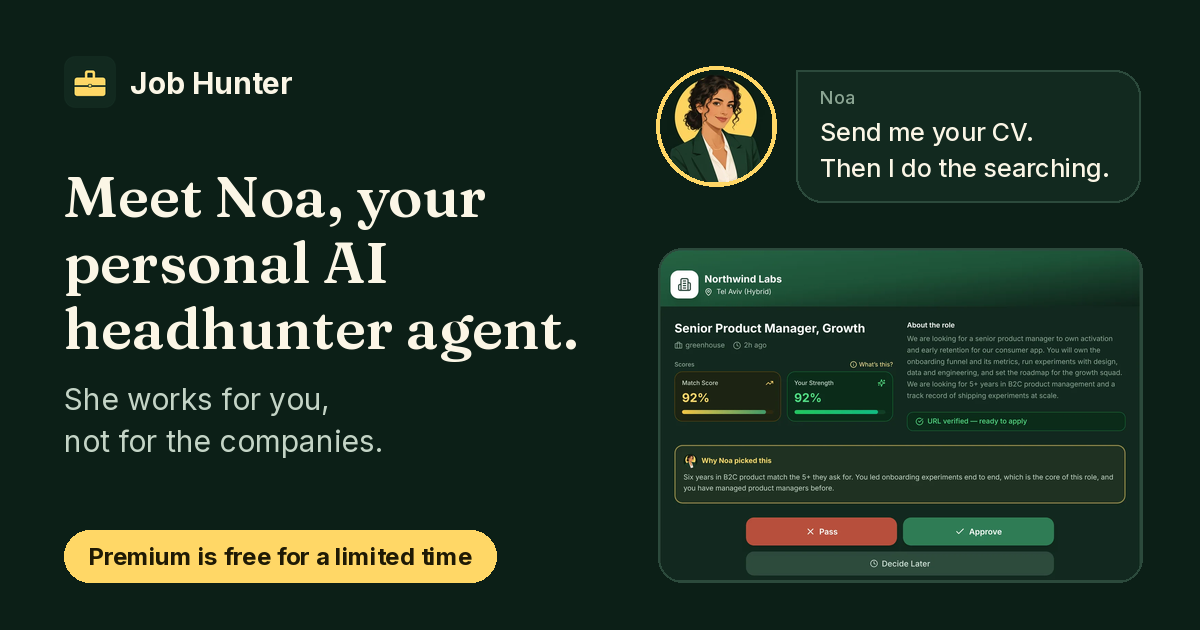 Job Hunter
Meet Noa, your
personal AI
headhunter agent.
She works for you,
not for the companies.
Premium is free for a limited time
Noa
Send me your CV.
Then I do the searching.
Northwind Labs
Tel Aviv (Hybrid)
Senior Product Manager, Growth
greenhouse 2h ago
Scores What's this?
Match Score
92%
Your Strength
92%
About the role
We are looking for a senior product manager to own activation
and early retention for our consumer app. You will own the
onboarding funnel and its metrics, run experiments with design,
data and engineering, and set the roadmap for the growth squad.
We are looking for 5+ years in B2C product management and a
track record of shipping experiments at scale.
URL verified — ready to apply
Why Noa picked this
Six years in B2C product match the 5+ they ask for. You led onboarding experiments end to end, which is the core of this role, and
you have managed product managers before.
Pass
Approve
Decide Later